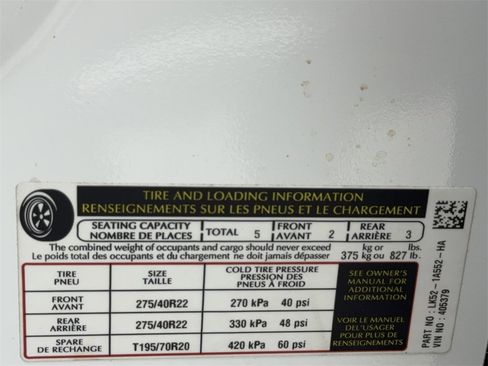 TIRE AND LOADING INFORMATION
RENSEIGNEMENTS SUR LES PNEUS ET LE CHARGEMENT
SEATING CAPACITY
NOMBRE DE PLACES
TOTAL 5
FRONT
AVANT 2
REAR
ARRIÈRE 3
The combined weight of occupants and cargo should never exceed
Le poids total des occupants et du chargement ne doit jamais dépasser
kg or lbs.
375 kg ou 827 lb.
TIRE
PNEU
SIZE
TAILLE
COLD TIRE PRESSURE
PRESSION DES
PNEUS À FROID
FRONT
AVANT
275/40R22
270 kPa 40 psi
REAR
ARRIÈRE
275/40R22
330 kPa 48 psi
SPARE
DE RECHANGE
T195/70R20
420 kPa 60 psi
SEE OWNER'S
MANUAL FOR
ADDITIONAL
INFORMATION
VOIR LE MANUEL
DEL'USAGER
POUR PLUS DE
RENSEIGNEMENTS
PART NO : LK52-1A552-HA
VIN NO : 405379